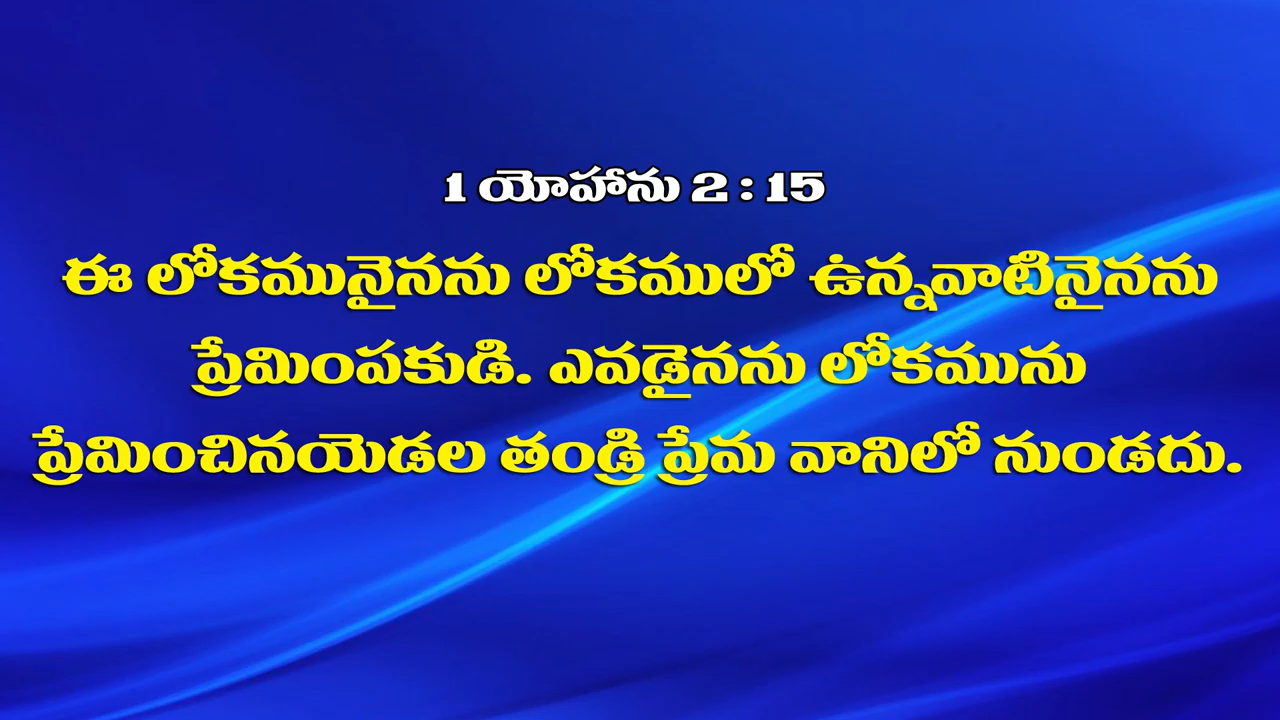 1 యోహాను 2 : 15
ఈ లోకమునైనను లోకములో ఉన్నవాటినైనను
ప్రేమింపకుడి. ఎవడైనను లోకమును
ప్రేమించినయెడల తండ్రి ప్రేమ వానిలో నుండదు.